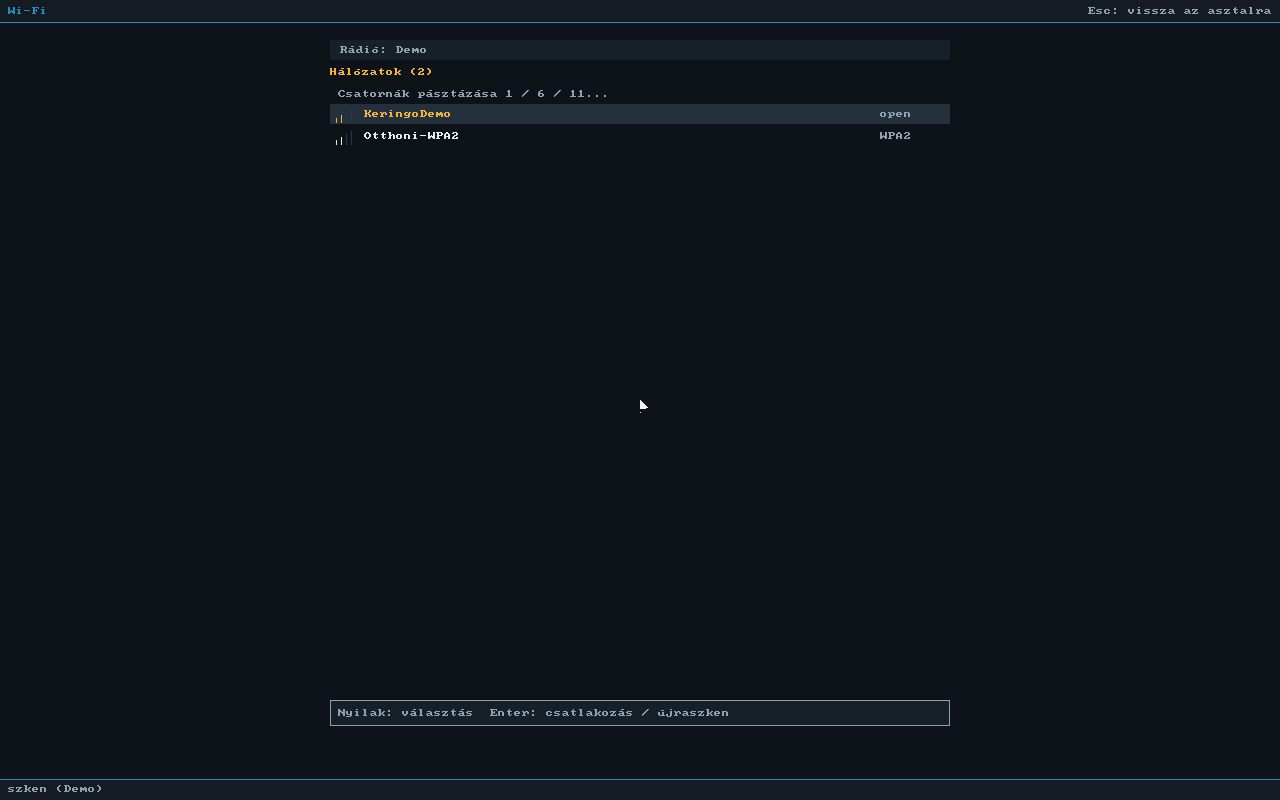 Wi-Fi
Esc: vissza az asztalra
Rádió: Demo
Hálózatok (2)
Csatornák pásztázása 1 / 6 / 11...
KeringoDemo open
Otthoni-WPA2 WPA2
Nyilak: választás Enter: csatlakozás / újraszken
szken (Demo)